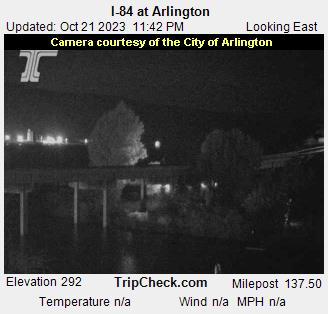 I-84 at Arlington
Updated: Oct 21 2023 11:42 PM Looking East
Camera courtesy of the City of Arlington
Elevation 292 TripCheck.com Milepost 137.50
Temperature n/a Wind n/a MPH n/a